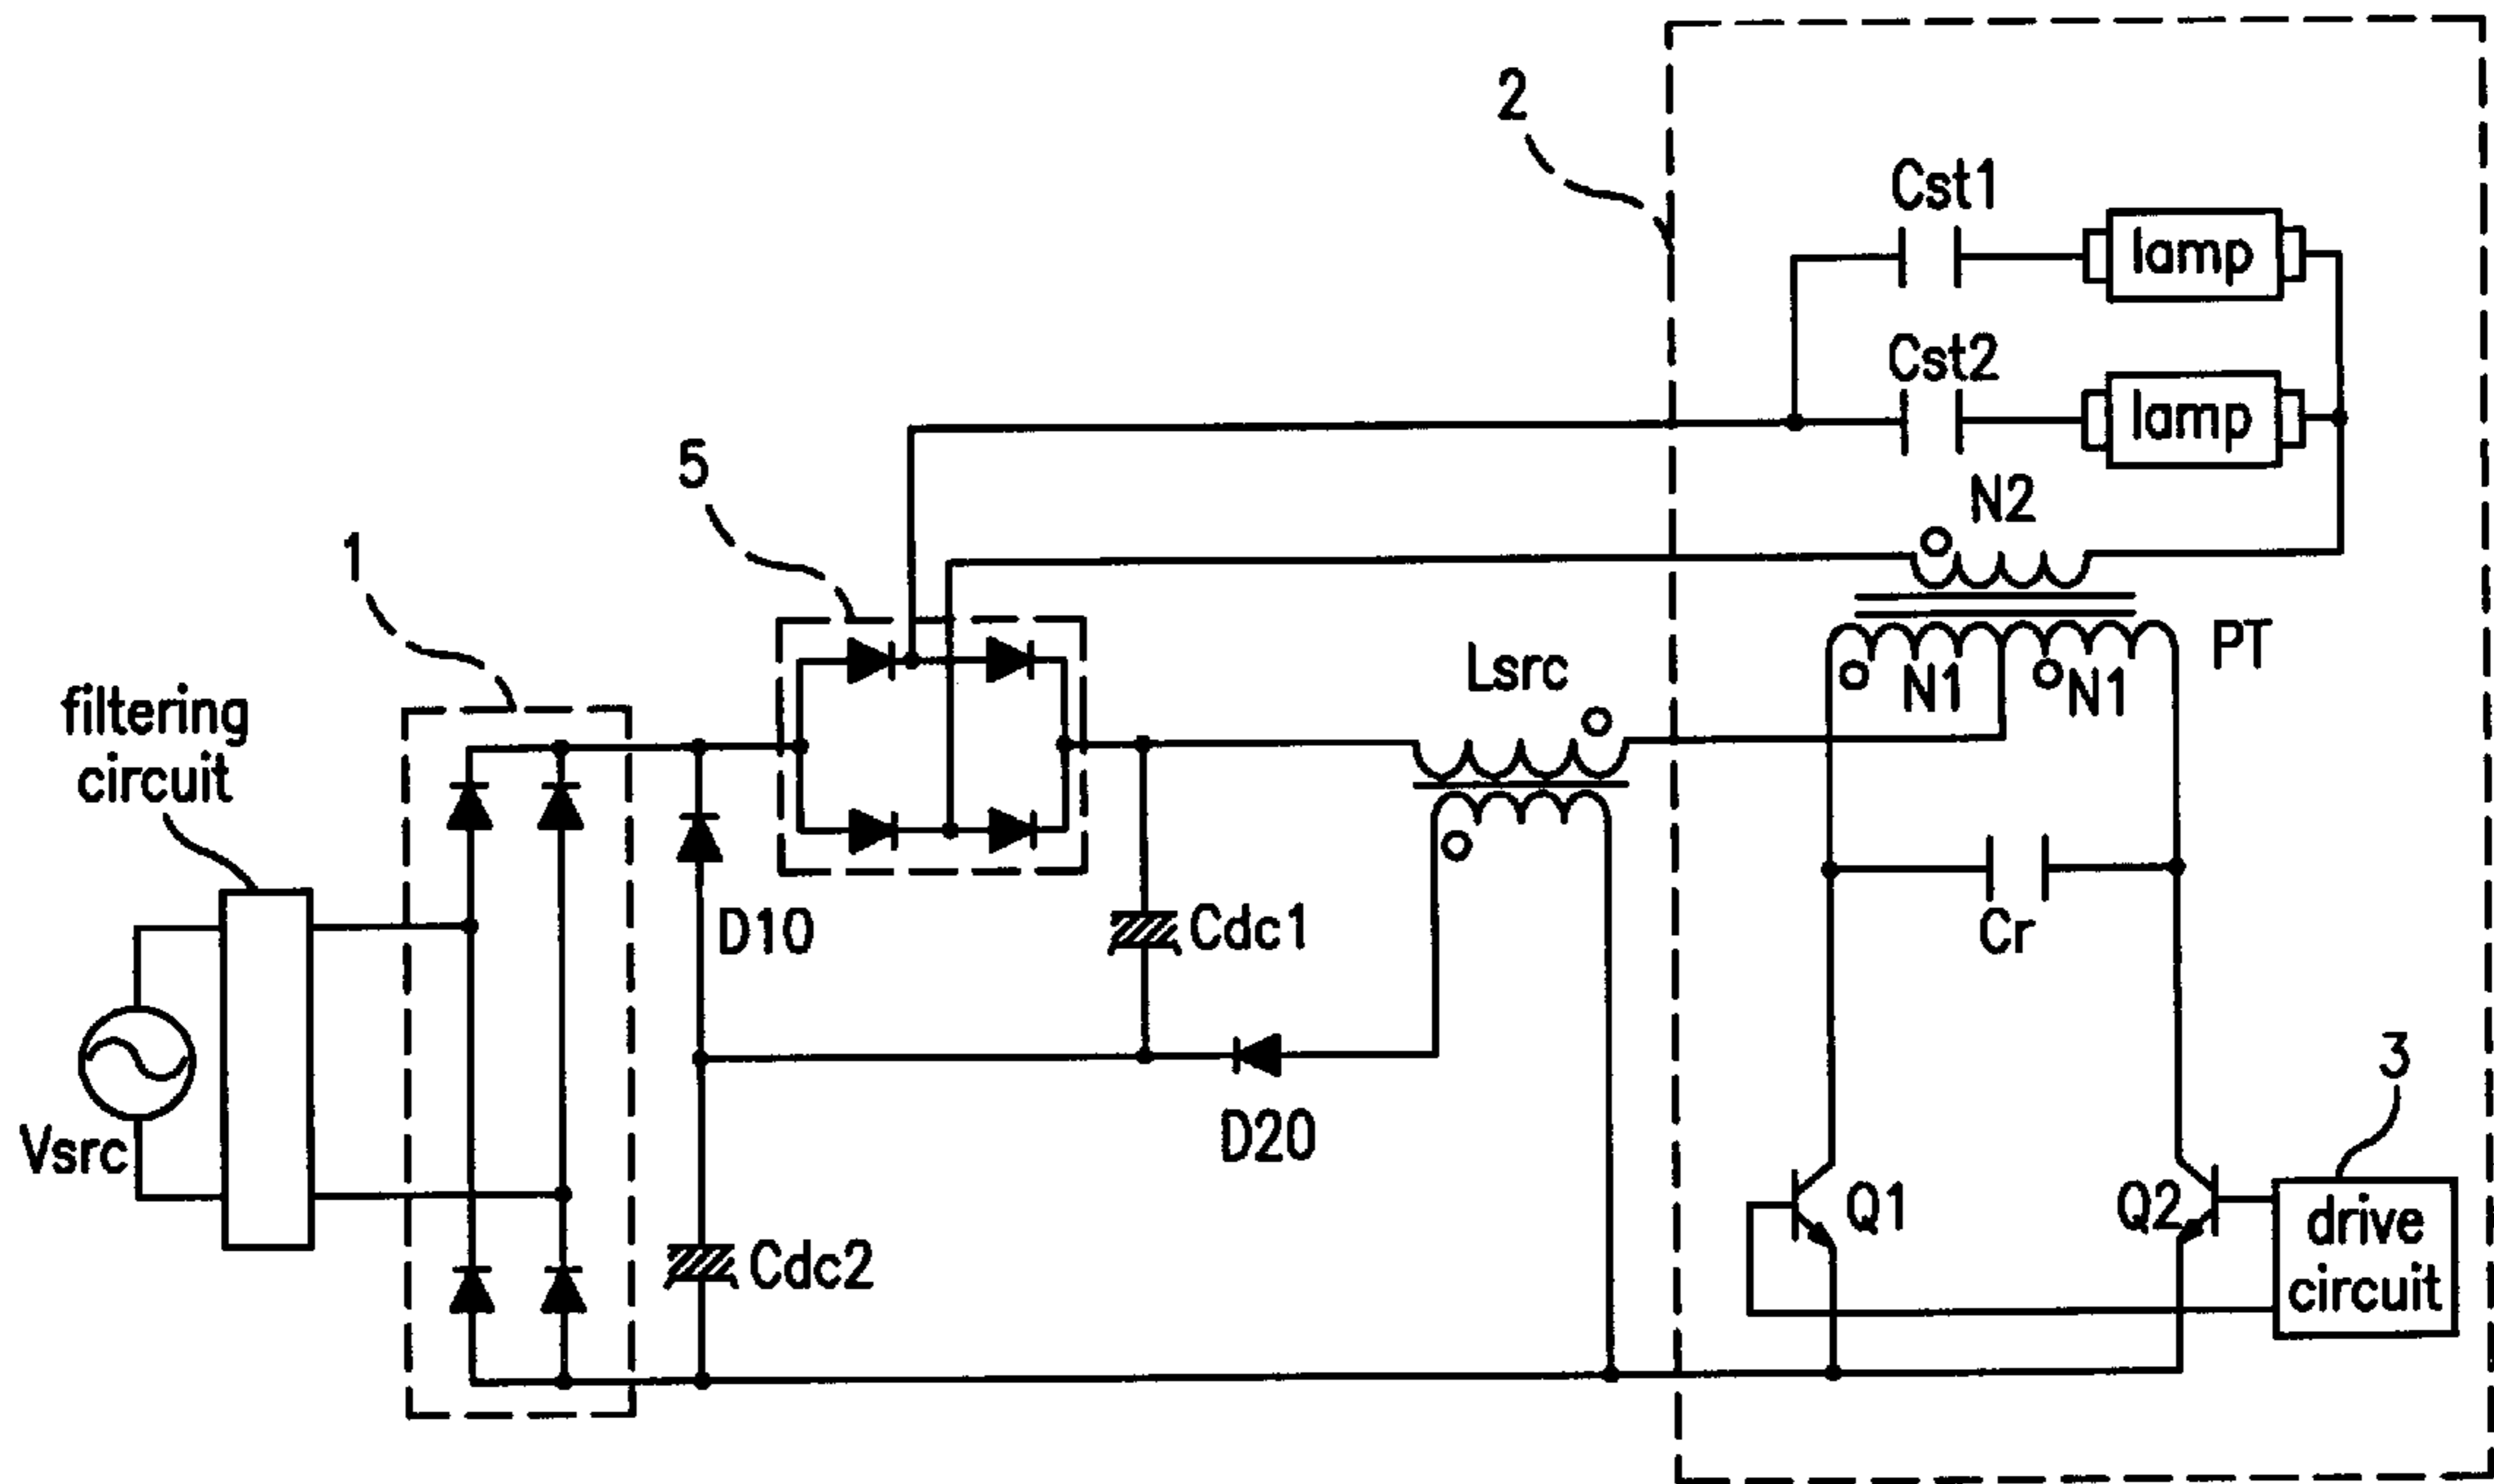 2
Cst1
lamp
Cst2
lamp
5
N2
1
PT
Lsrc
N1
N1
filtering
circuit
D10
Cdc1
Cr
3
D20
Vsrc
Q1
Q2
drive
circuit
Cdc2